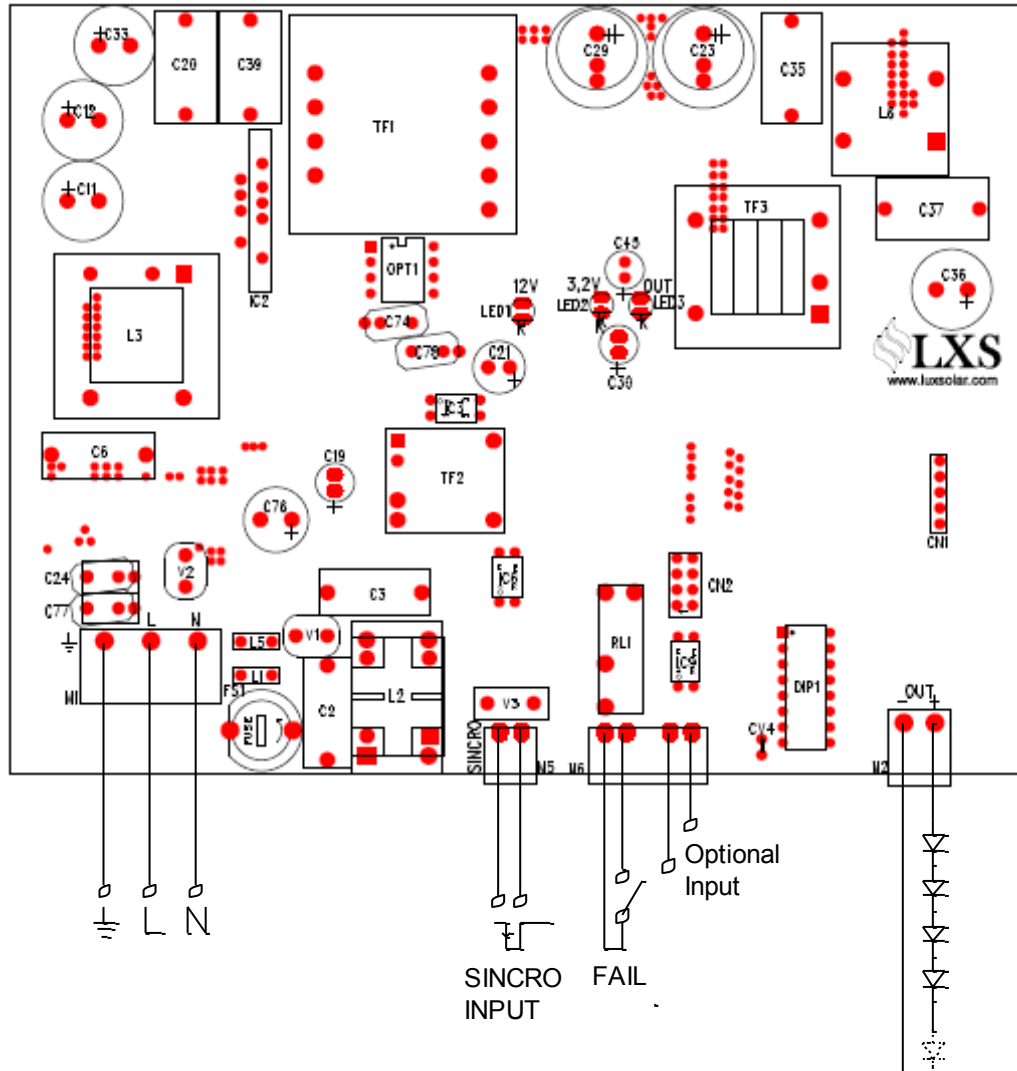 C33
C20
C39
C29
C23
C35
L6
C12
TF1
C11
TF3
C37
IC2
OPT1
C45
C36
12V
3,2V
OUT
LED1
LED2
LED3
K
K
K
L3
C74
C78
C21
C30
LXS
www.luxsolar.com
C6
C19
TF2
C76
CN1
C24
V2
C77
C3
CN2
RL1
L
N
V1
L5
L1
M1
FS1
FUSE
C2
L2
V3
DIP1
OUT
- +
CV4
SINCRO
M5
M6
M2
L
N
Optional
Input
SINCRO
INPUT
FAIL